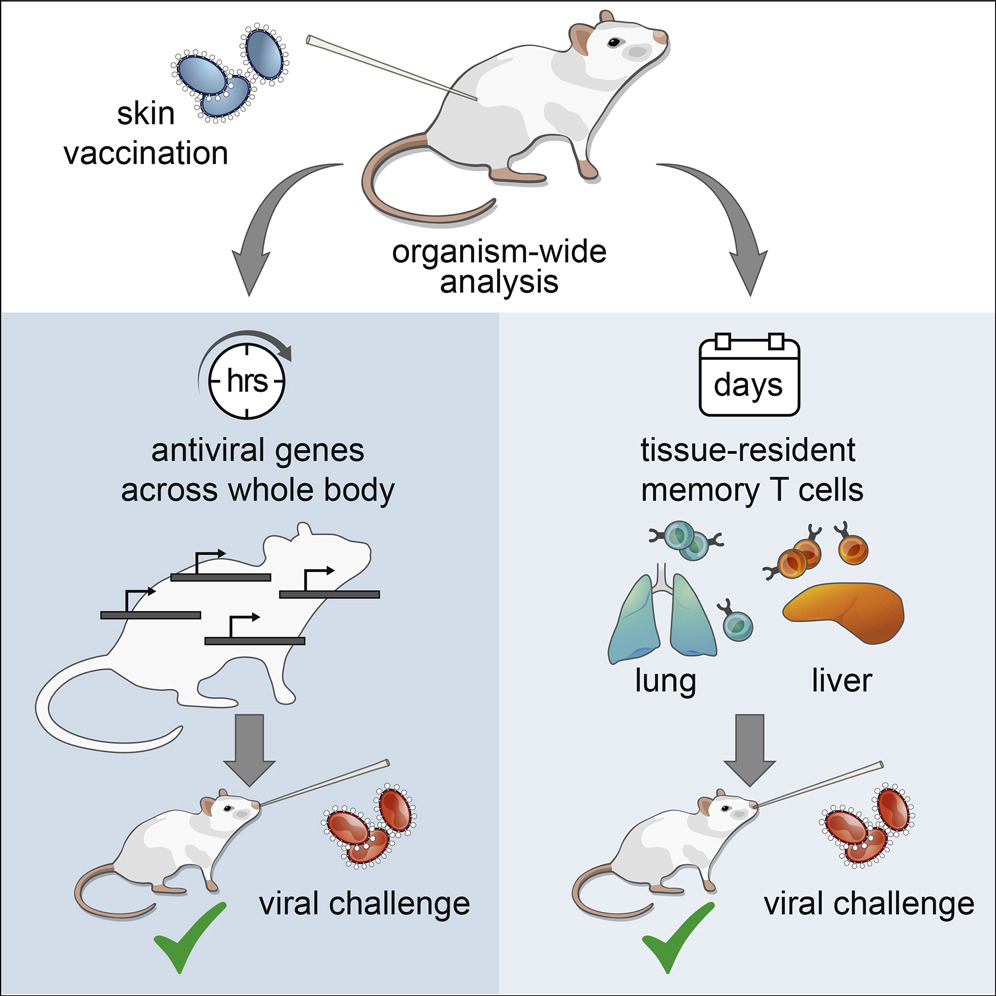 skin
vaccination
organism-wide
analysis
hrs
antiviral genes
across whole body
viral challenge
days
tissue-resident
memory T cells
lung
liver
viral challenge